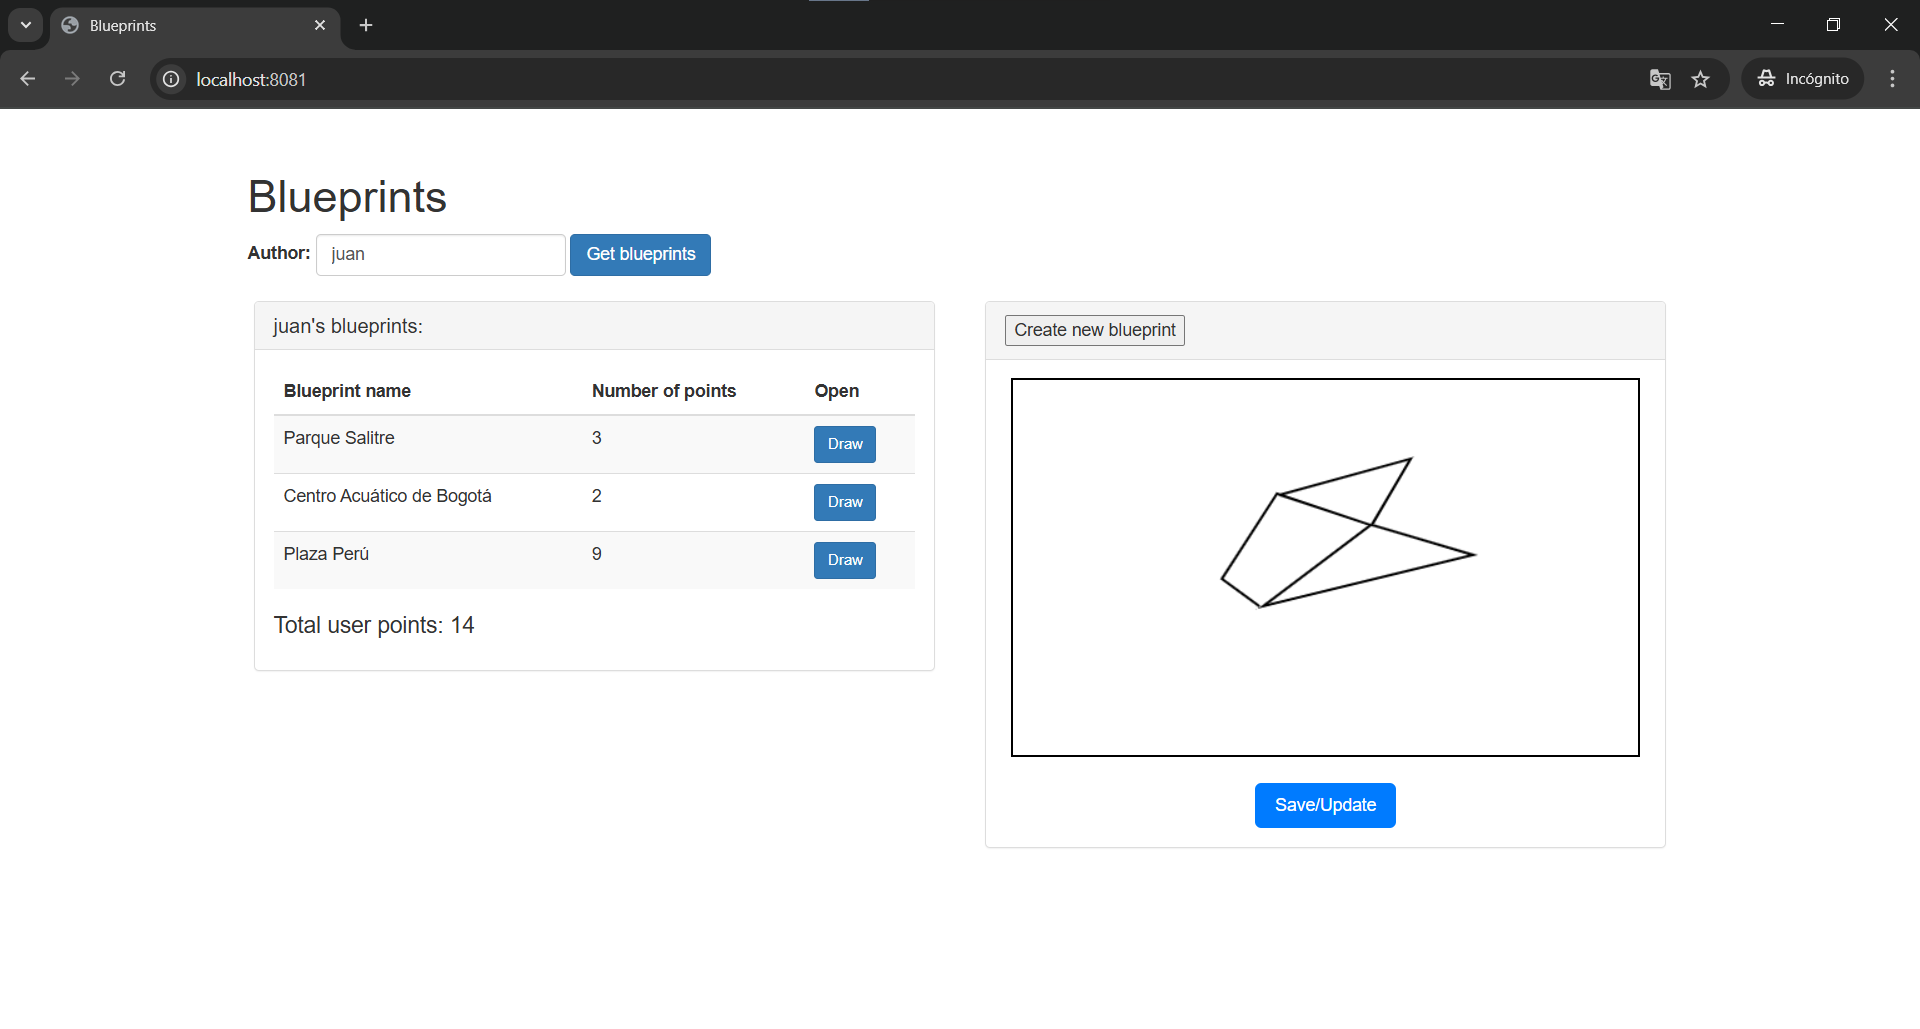 Blueprints
localhost:8081
Incógnito
Blueprints
Author: juan Get blueprints
juan's blueprints:
Blueprint name Number of points Open
Parque Salitre 3 Draw
Centro Acuático de Bogotá 2 Draw
Plaza Perú 9 Draw
Total user points: 14
Create new blueprint
Save/Update